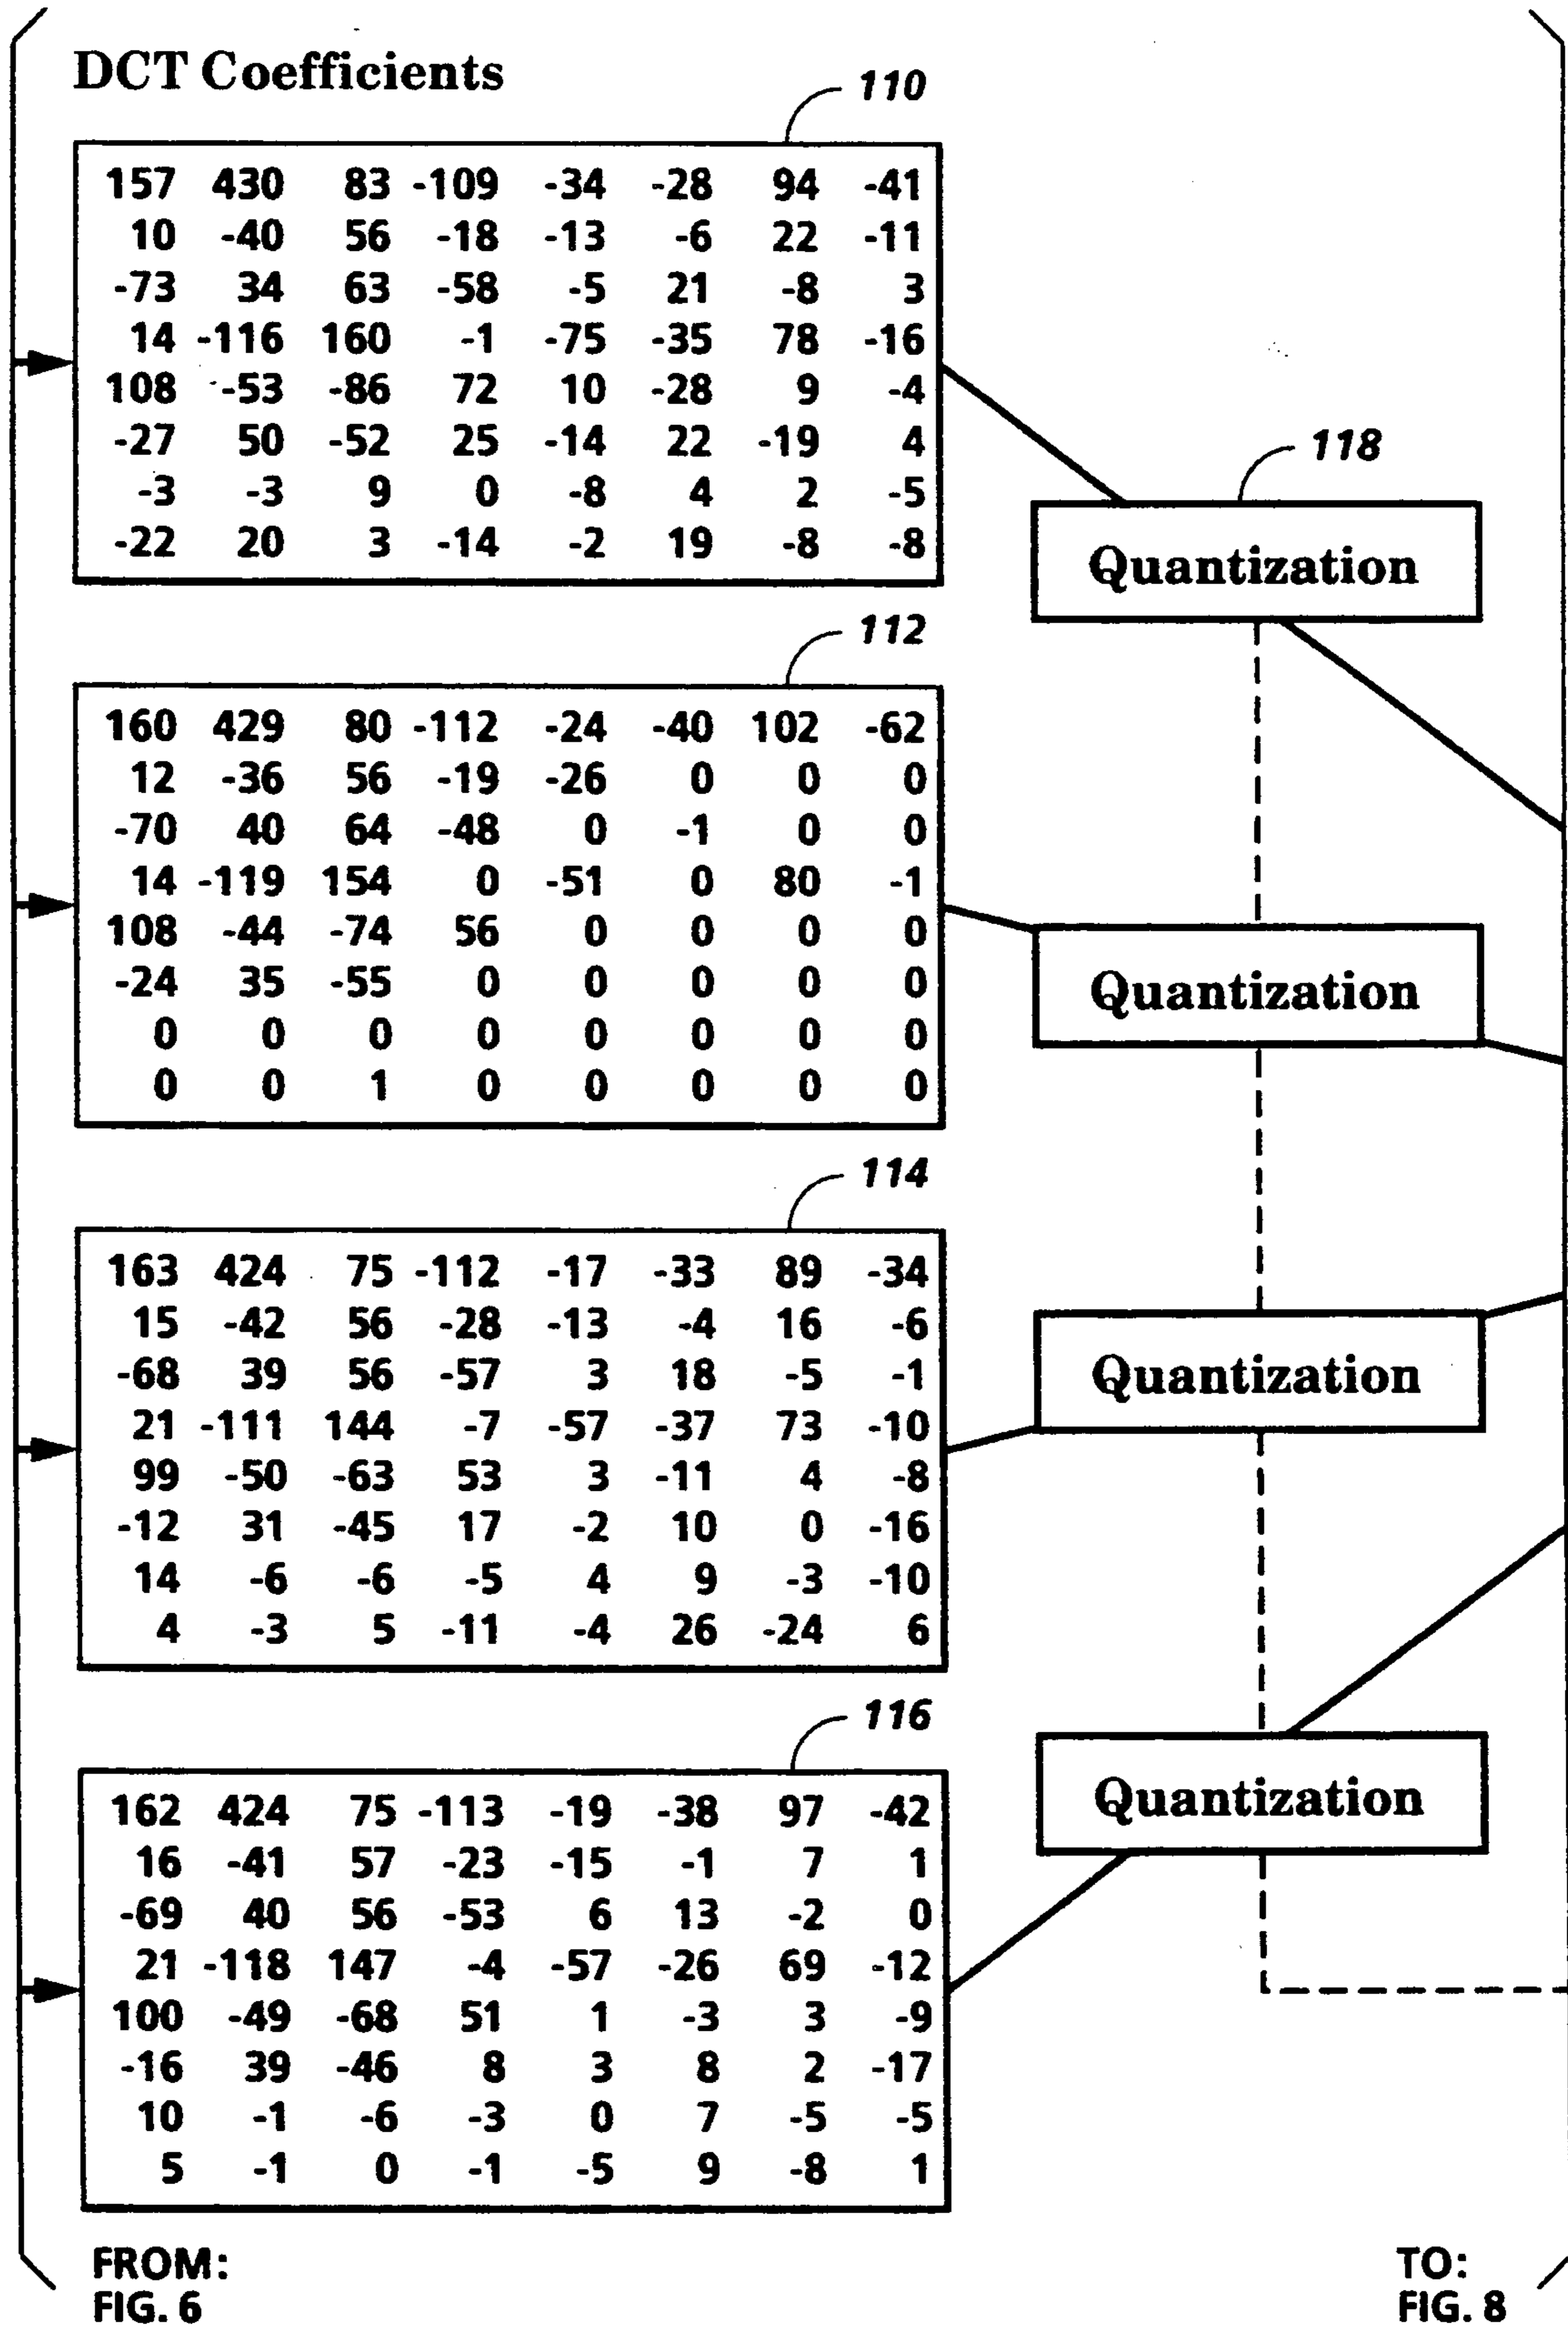 DCT Coefficients
110
157 430 83 -109 -34 -28 94 -41
10 -40 56 -18 -13 -6 22 -11
-73 34 63 -58 -5 21 -8 3
14 -116 160 -1 -75 -35 78 -16
108 -53 -86 72 10 -28 9 -4
-27 50 -52 25 -14 22 -19 4
-3 -3 9 0 -8 4 2 -5
-22 20 3 -14 -2 19 -8 -8
118
Quantization
112
160 429 80 -112 -24 -40 102 -62
12 -36 56 -19 -26 0 0 0
-70 40 64 -48 0 -1 0 0
14 -119 154 0 -51 0 80 -1
108 -44 -74 56 0 0 0 0
-24 35 -55 0 0 0 0 0
0 0 0 0 0 0 0 0
0 0 1 0 0 0 0 0
Quantization
114
163 424 75 -112 -17 -33 89 -34
15 -42 56 -28 -13 -4 16 -6
-68 39 56 -57 3 18 -5 -1
21 -111 144 -7 -57 -37 73 -10
99 -50 -63 53 3 -11 4 -8
-12 31 -45 17 -2 10 0 -16
14 -6 -6 -5 4 9 -3 -10
4 -3 5 -11 -4 26 -24 6
Quantization
116
162 424 75 -113 -19 -38 97 -42
16 -41 57 -23 -15 -1 7 1
-69 40 56 -53 6 13 -2 0
21 -118 147 -4 -57 -26 69 -12
100 -49 -68 51 1 -3 3 -9
-16 39 -46 8 3 8 2 -17
10 -1 -6 -3 0 7 -5 -5
5 -1 0 -1 -5 9 -8 1
Quantization
FROM:
FIG. 6
TO:
FIG. 8